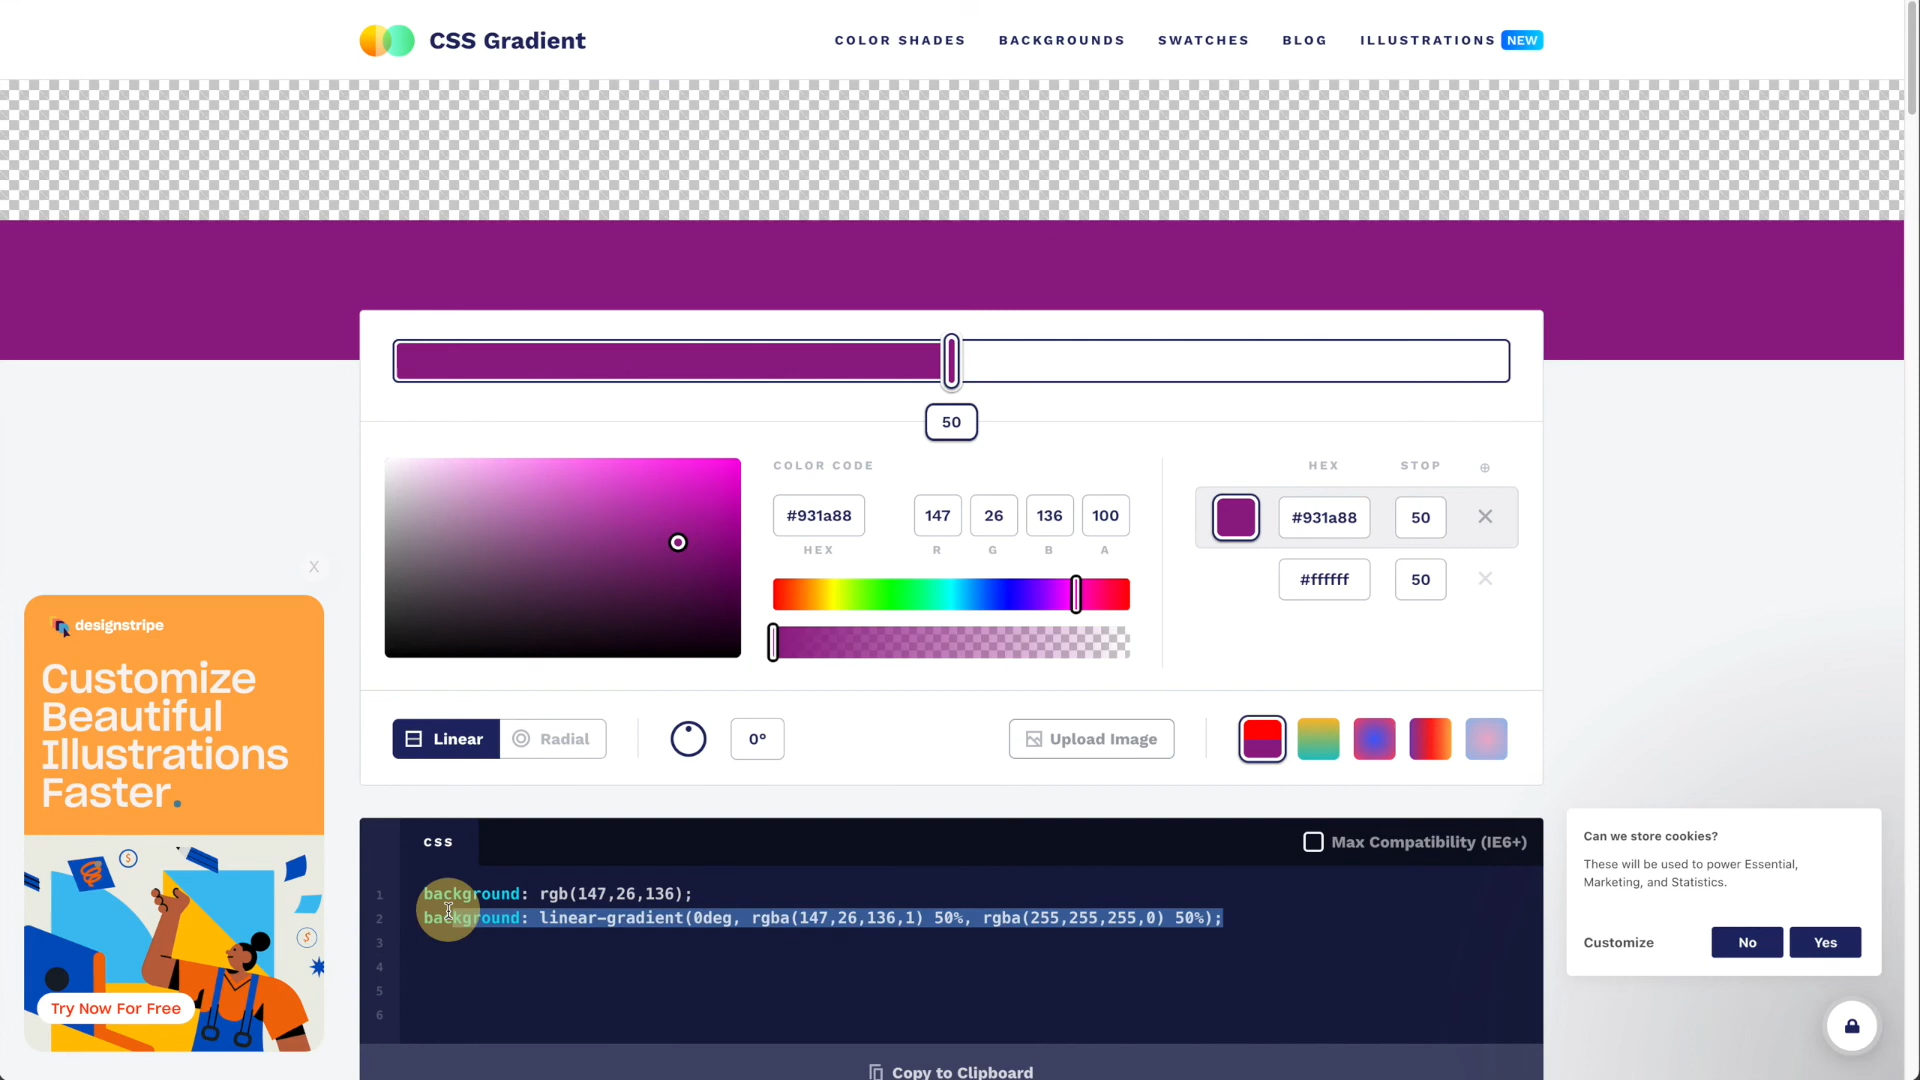 CSS Gradient
COLOR SHADES BACKGROUNDS SWATCHES BLOG ILLUSTRATIONS NEW
50
COLOR CODE
#931a88 147 26 136 100
HEX R G B A
HEX STOP
#931a88 50
#ffffff 50
Linear Radial 0° Upload Image
X
designstripe
Customize
Beautiful
Illustrations
Faster.
Try Now For Free
CSS
Max Compatibility (IE6+)
1 background: rgb(147,26,136);
2 background: linear-gradient(0deg, rgba(147,26,136,1) 50%, rgba(255,255,255,0) 50%);
3
4
5
6
Copy to Clipboard
Can we store cookies?
These will be used to power Essential,
Marketing, and Statistics.
Customize No Yes